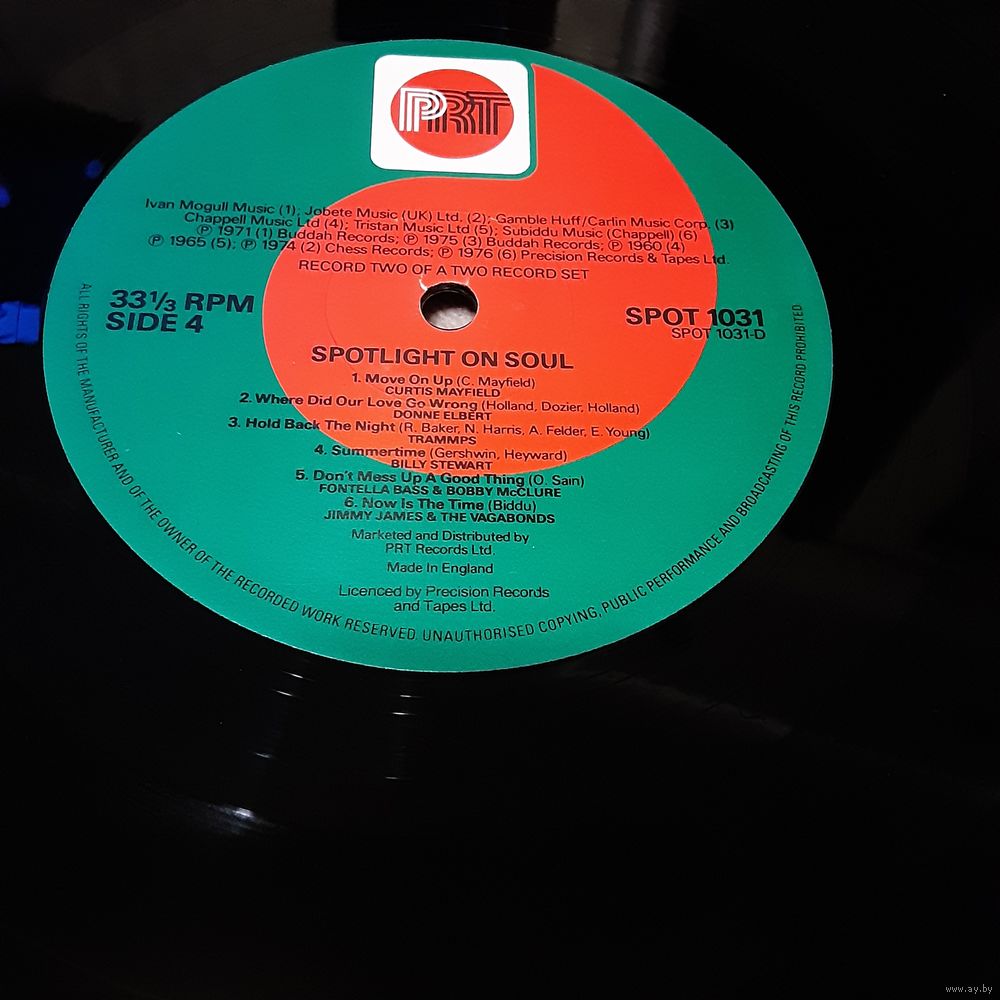 PRT
Ivan Mogull Music (1); Jobete Music (UK) Ltd. (2); Gamble Huff/Carlin Music Corp. (3)
Chappell Music Ltd (4); Tristan Music Ltd (5); Subiddu Music (Chappell) (6)
℗ 1971 (1) Buddah Records; ℗ 1975 (3) Buddah Records; ℗ 1960 (4)
℗ 1965 (5); ℗ 1974 (2) Chess Records; ℗ 1976 (6) Precision Records & Tapes Ltd.
RECORD TWO OF A TWO RECORD SET
33⅓ RPM
SIDE 4
SPOT 1031
SPOT 1031-D
SPOTLIGHT ON SOUL
1. Move On Up (C. Mayfield)
CURTIS MAYFIELD
2. Where Did Our Love Go Wrong (Holland, Dozier, Holland)
DONNE ELBERT
3. Hold Back The Night (R. Baker, N. Harris, A. Felder, E. Young)
TRAMMPS
4. Summertime (Gershwin, Heyward)
BILLY STEWART
5. Don't Mess Up A Good Thing (O. Sain)
FONTELLA BASS & BOBBY McCLURE
6. Now Is The Time (Biddu)
JIMMY JAMES & THE VAGABONDS
Marketed and Distributed by
PRT Records Ltd.
Made In England
Licenced by Precision Records
and Tapes Ltd.
ALL RIGHTS OF THE MANUFACTURER AND OF THE OWNER OF THE RECORDED WORK RESERVED. UNAUTHORISED COPYING, PUBLIC PERFORMANCE AND BROADCASTING OF THIS RECORD PROHIBITED
www.ay.by